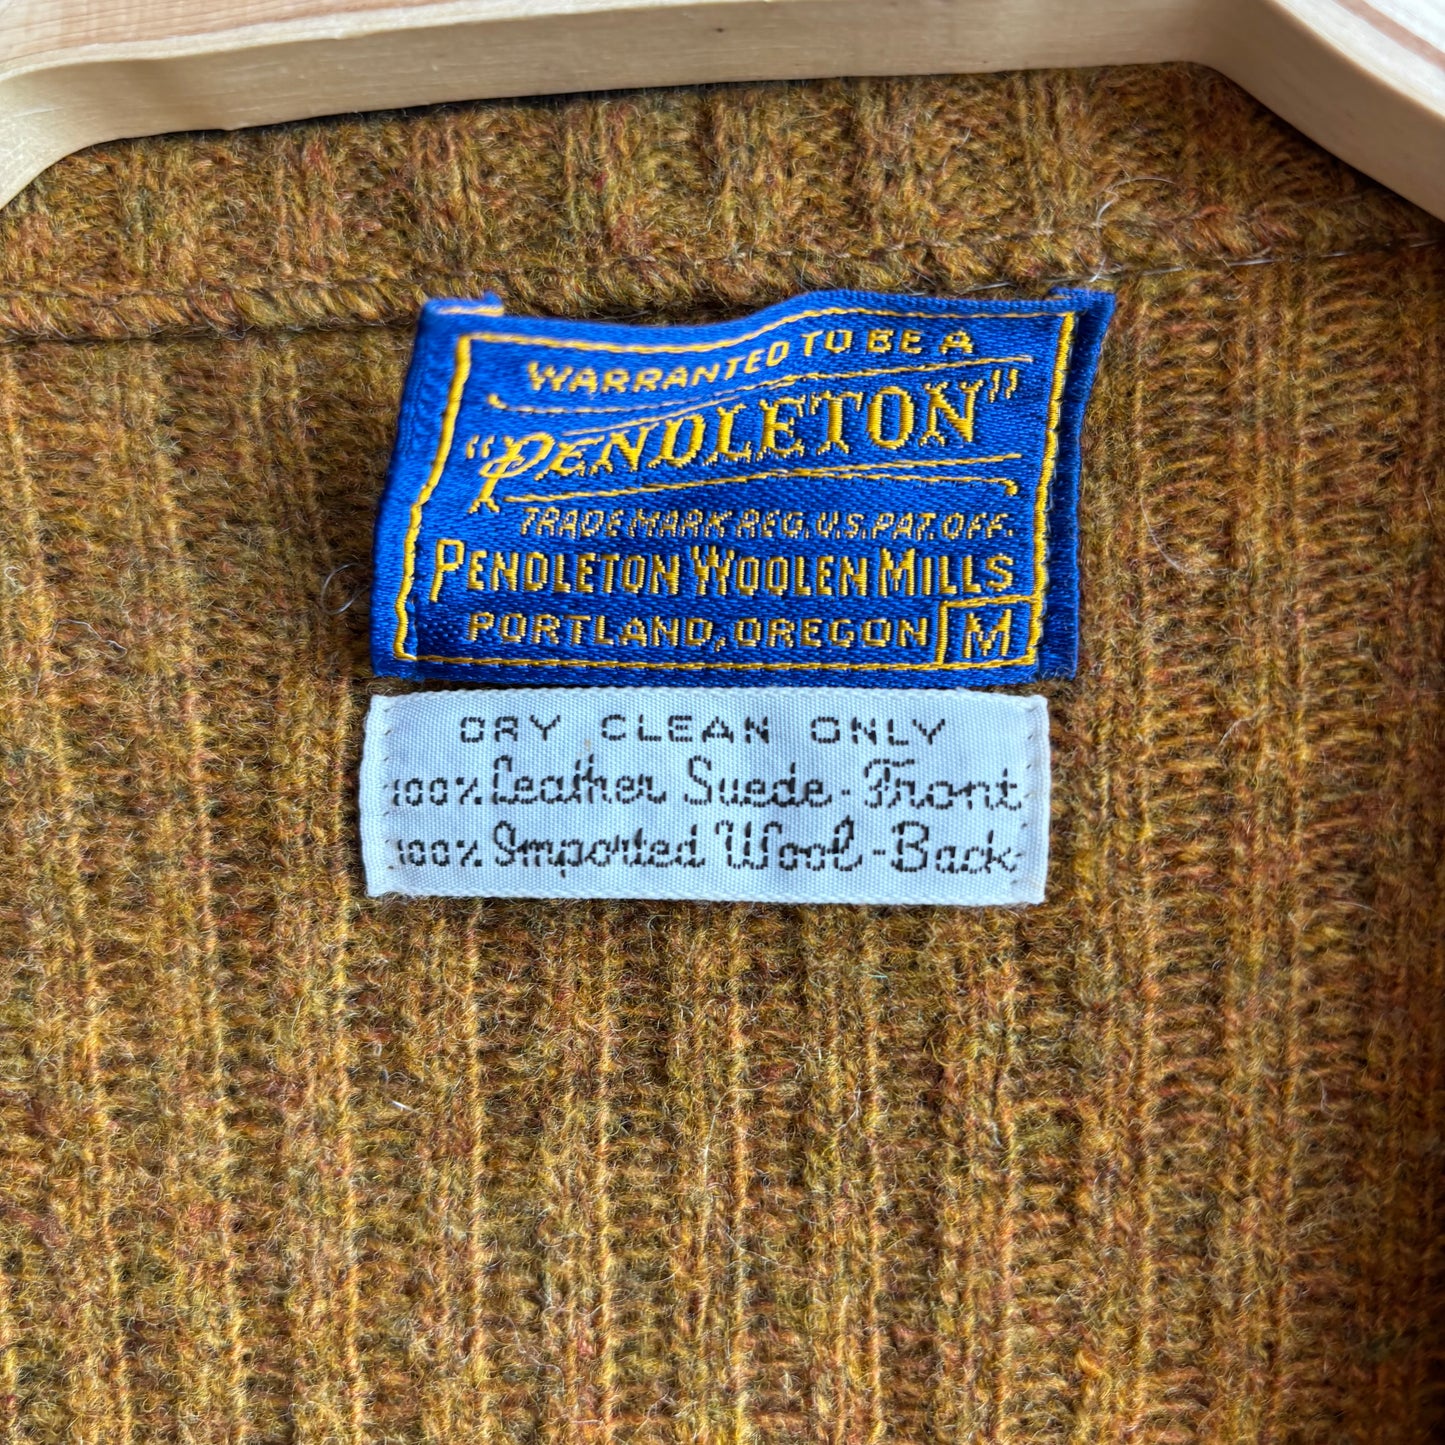 WARRANTED TO BE A
"PENDLETON"
TRADE MARK REG. U.S. PAT. OFF.
PENDLETON WOOLEN MILLS
PORTLAND, OREGON M
DRY CLEAN ONLY
100% Leather Suede-Front
100% Imported Wool-Back